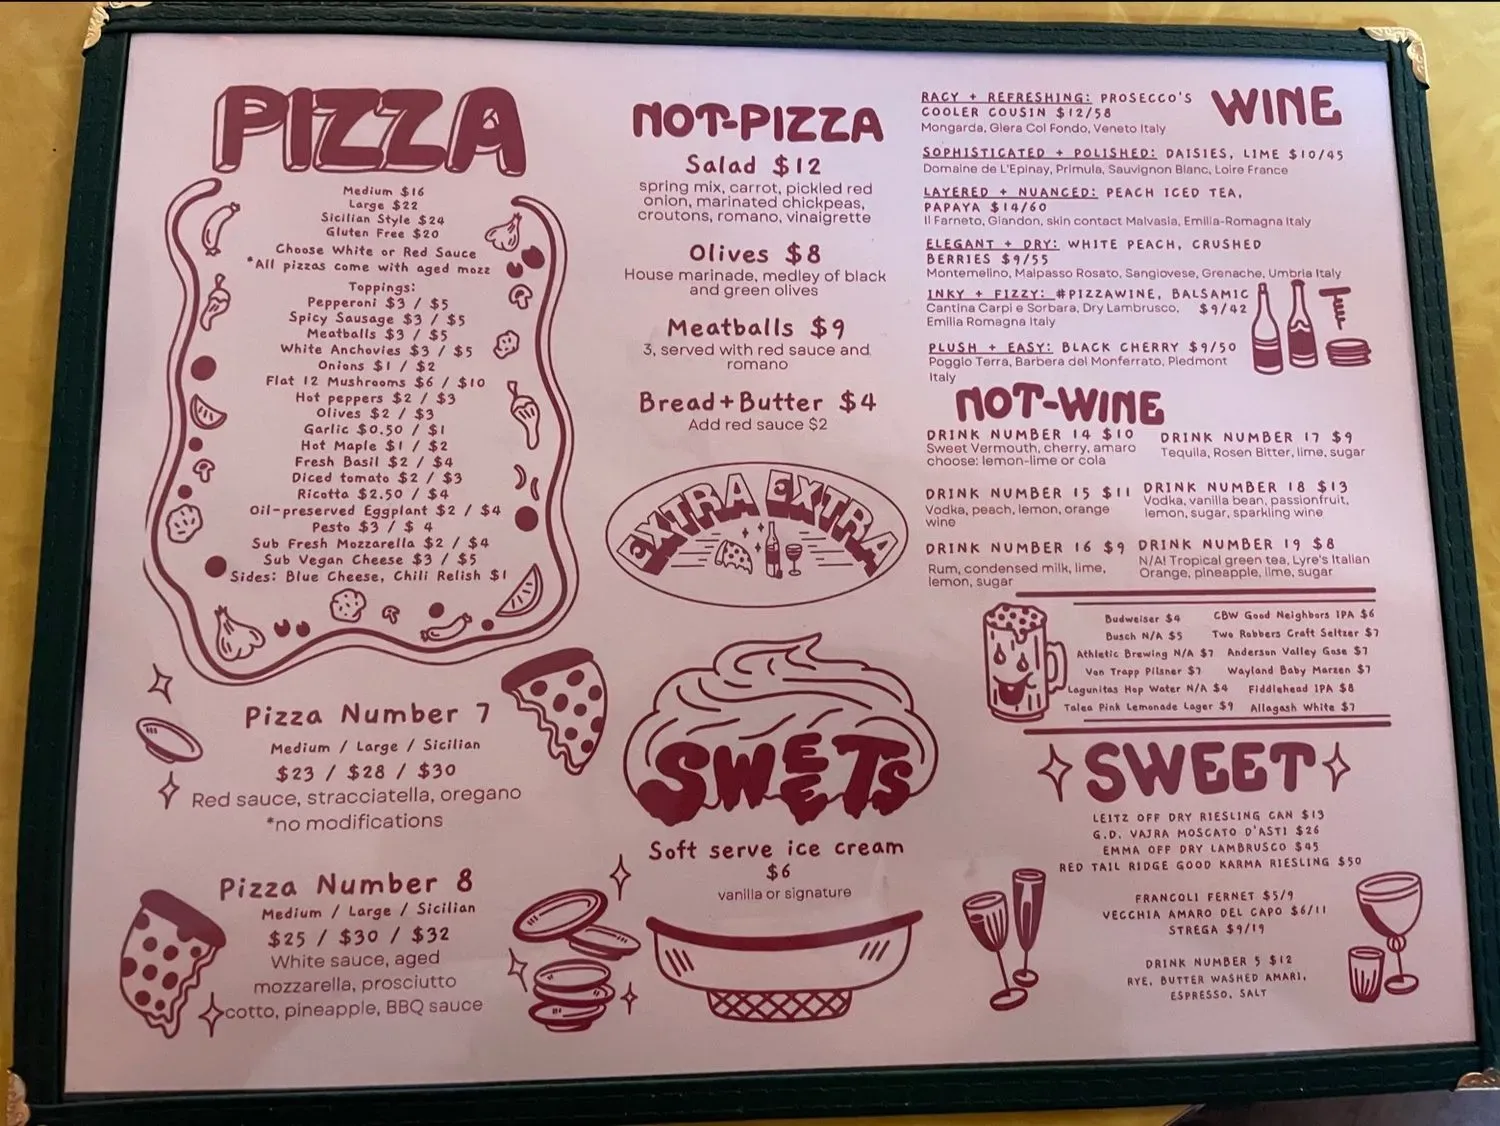 PIZZA
Medium $16
Large $22
Sicilian Style $24
Gluten Free $20
Choose White or Red Sauce
*All pizzas come with aged mozz
Toppings:
Pepperoni $3 / $5
Spicy Sausage $3 / $5
Meatballs $3 / $5
White Anchovies $3 / $5
Onions $1 / $2
Flat 12 Mushrooms $6 / $10
Hot peppers $2 / $3
Olives $2 / $3
Garlic $0.50 / $1
Hot Maple $1 / $2
Fresh Basil $2 / $4
Diced tomato $2 / $3
Ricotta $2.50 / $4
Oil-preserved Eggplant $2 / $4
Pesto $3 / $ 4
Sub Fresh Mozzarella $2 / $4
Sub Vegan Cheese $3 / $5
Sides: Blue Cheese, Chili Relish $1
Pizza Number 7
Medium / Large / Sicilian
$23 / $28 / $30
Red sauce, stracciatella, oregano
*no modifications
Pizza Number 8
Medium / Large / Sicilian
$25 / $30 / $32
White sauce, aged
mozzarella, prosciutto
cotto, pineapple, BBQ sauce
NOT-PIZZA
Salad $12
spring mix, carrot, pickled red
onion, marinated chickpeas,
croutons, romano, vinaigrette
Olives $8
House marinade, medley of black
and green olives
Meatballs $9
3, served with red sauce and
romano
Bread+Butter $4
Add red sauce $2
EXTRA EXTRA
SWEETS
Soft serve ice cream
$6
vanilla or signature
WINE
RACY + REFRESHING: PROSECCO'S
COOLER COUSIN $12/58
Mongarda, Glera Col Fondo, Veneto Italy
SOPHISTICATED + POLISHED: DAISIES, LIME $10/45
Domaine de L'Epinay, Primula, Sauvignon Blanc, Loire France
LAYERED + NUANCED: PEACH ICED TEA,
PAPAYA $14/60
Il Farneto, Giandon, skin contact Malvasia, Emilia-Romagna Italy
ELEGANT + DRY: WHITE PEACH, CRUSHED
BERRIES $9/55
Montemelino, Malpasso Rosato, Sangiovese, Grenache, Umbria Italy
INKY + FIZZY: #PIZZAWINE, BALSAMIC
Cantina Carpi e Sorbara, Dry Lambrusco, $9/42
Emilia Romagna Italy
PLUSH + EASY: BLACK CHERRY $9/50
Poggio Terra, Barbera del Monferrato, Piedmont
Italy
NOT-WINE
DRINK NUMBER 14 $10
Sweet Vermouth, cherry, amaro
choose: lemon-lime or cola
DRINK NUMBER 17 $9
Tequila, Rosen Bitter, lime, sugar
DRINK NUMBER 15 $11
Vodka, peach, lemon, orange
wine
DRINK NUMBER 18 $13
Vodka, vanilla bean, passionfruit,
lemon, sugar, sparkling wine
DRINK NUMBER 16 $9
Rum, condensed milk, lime,
lemon, sugar
DRINK NUMBER 19 $8
N/A! Tropical green tea, Lyre's Italian
Orange, pineapple, lime, sugar
Budweiser $4
Busch N/A $5
Athletic Brewing N/A $7
Von Trapp Pilsner $7
Lagunitas Hop Water N/A $4
Talea Pink Lemonade Lager $9
CBW Good Neighbors IPA $6
Two Robbers Craft Seltzer $7
Anderson Valley Gose $7
Wayland Baby Marzen $7
Fiddlehead IPA $8
Allagash White $7
SWEET
LEITZ OFF DRY RIESLING CAN $13
G.D. VAJRA MOSCATO D'ASTI $26
EMMA OFF DRY LAMBRUSCO $45
RED TAIL RIDGE GOOD KARMA RIESLING $50
FRANCOLI FERNET $5/9
VECCHIA AMARO DEL CAPO $6/11
STREGA $9/19
DRINK NUMBER 5 $12
RYE, BUTTER WASHED AMARI,
ESPRESSO, SALT